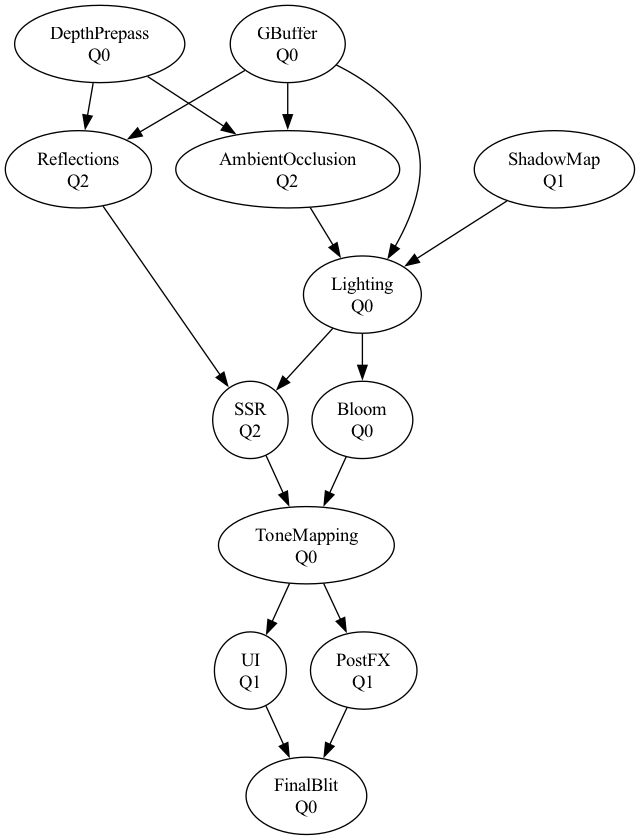 DepthPrepass
Q0
GBuffer
Q0
Reflections
Q2
AmbientOcclusion
Q2
ShadowMap
Q1
Lighting
Q0
SSR
Q2
Bloom
Q0
ToneMapping
Q0
UI
Q1
PostFX
Q1
FinalBlit
Q0